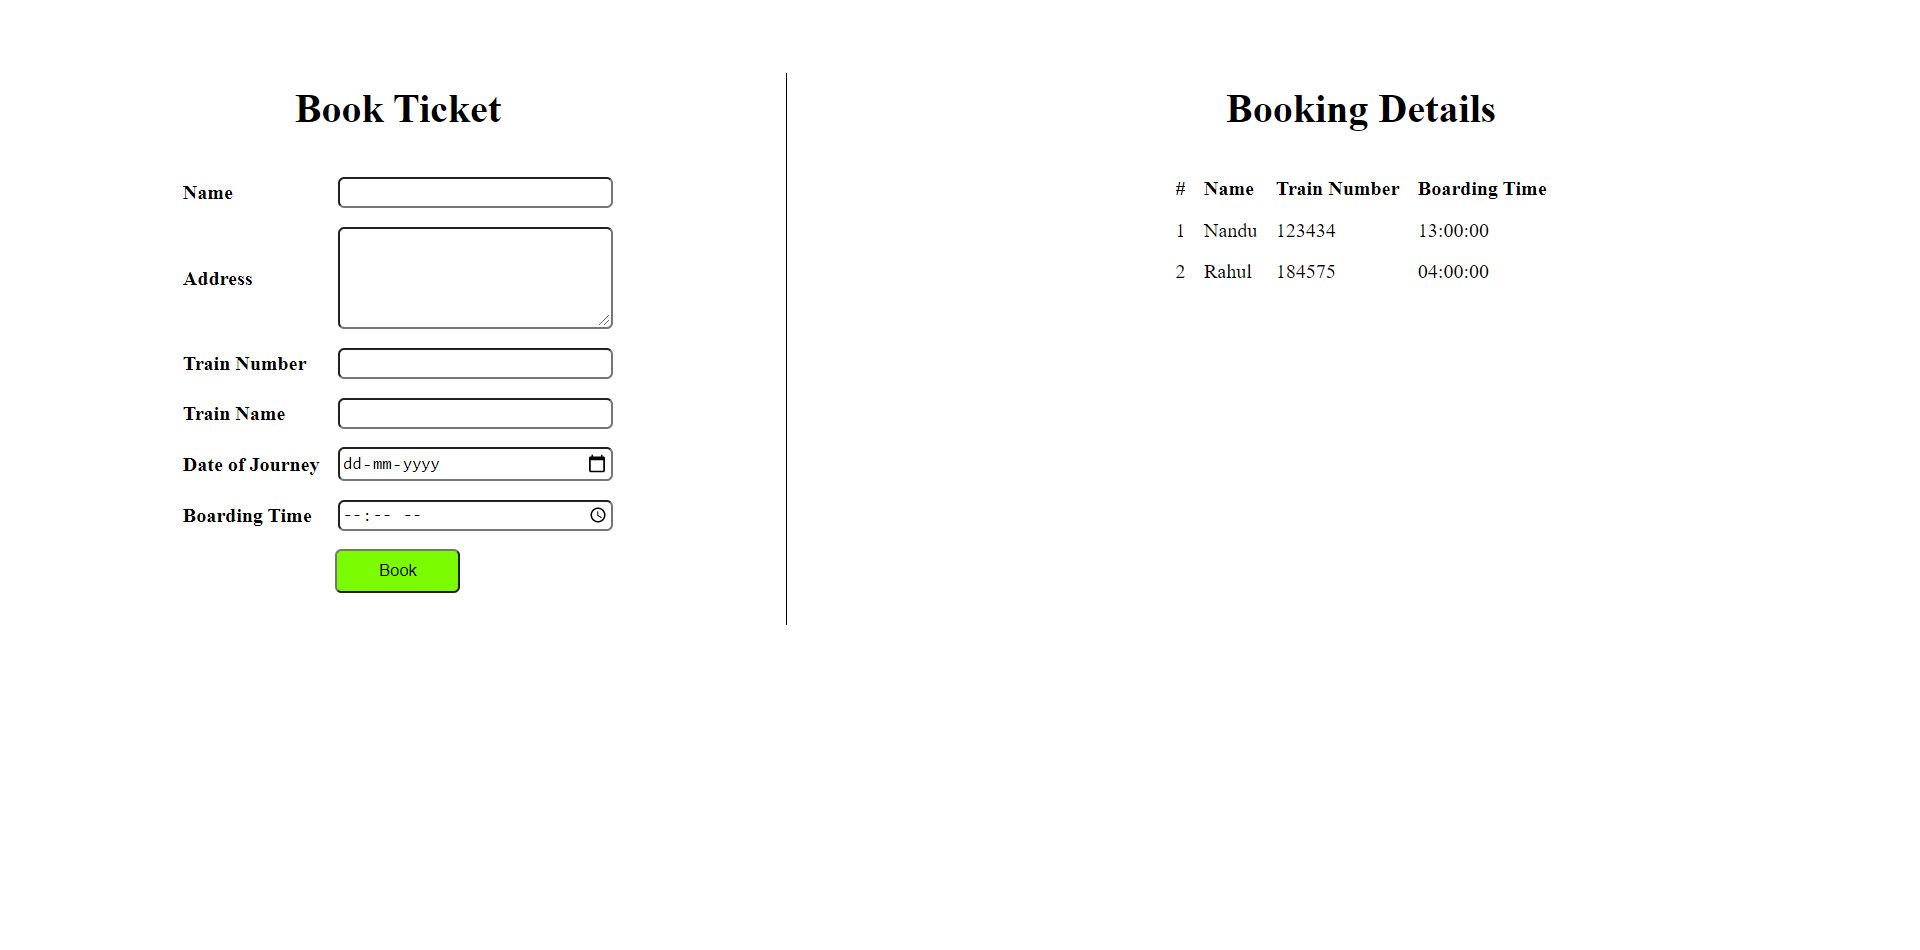 Book Ticket
Name
Address
Train Number
Train Name
Date of Journey dd-mm-yyyy
Boarding Time --:-- --
Book
Booking Details
# Name Train Number Boarding Time
1 Nandu 123434 13:00:00
2 Rahul 184575 04:00:00